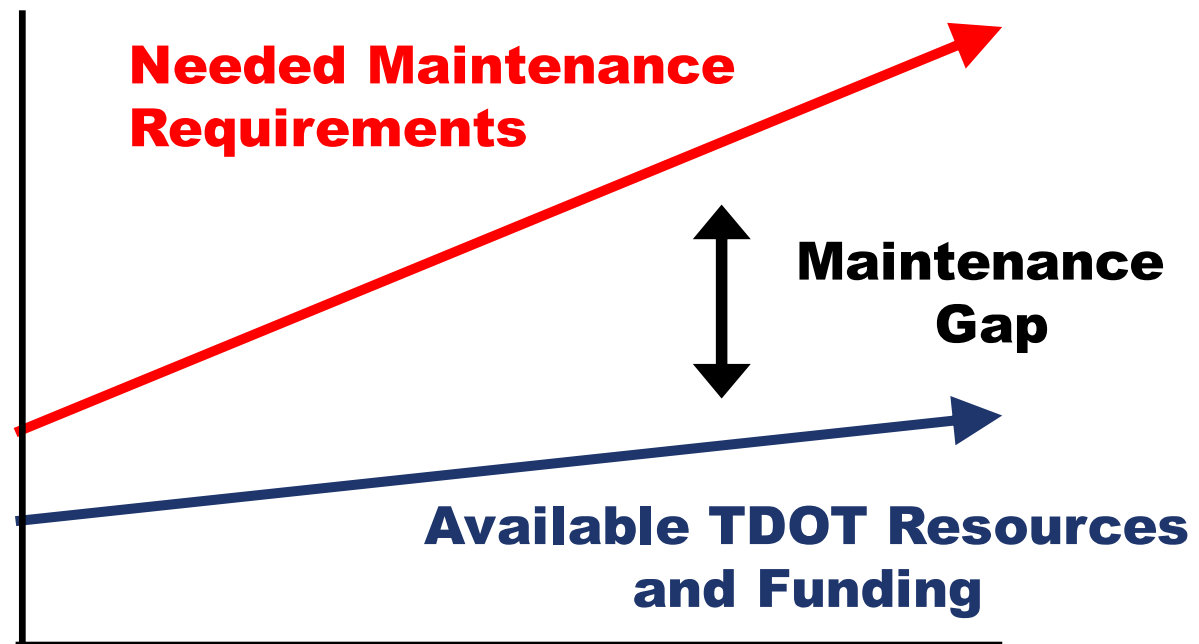 Needed Maintenance
Requirements
Maintenance
Gap
Available TDOT Resources
and Funding